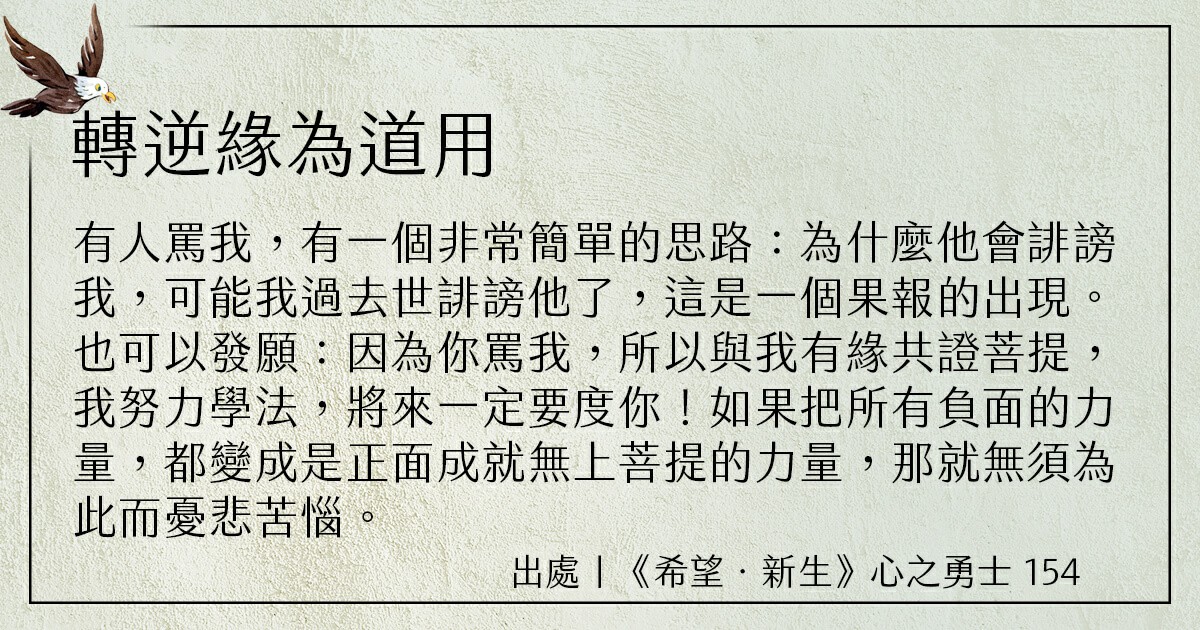 轉逆緣為道用
有人罵我，有一個非常簡單的思路：為什麼他會誹謗
我，可能我過去世誹謗他了，這是一個果報的出現。
也可以發願：因為你罵我，所以與我有緣共證菩提，
我努力學法，將來一定要度你！如果把所有負面的力
量，都變成是正面成就無上菩提的力量，那就無須為
此而憂悲苦惱。
出處｜《希望．新生》心之勇士 154